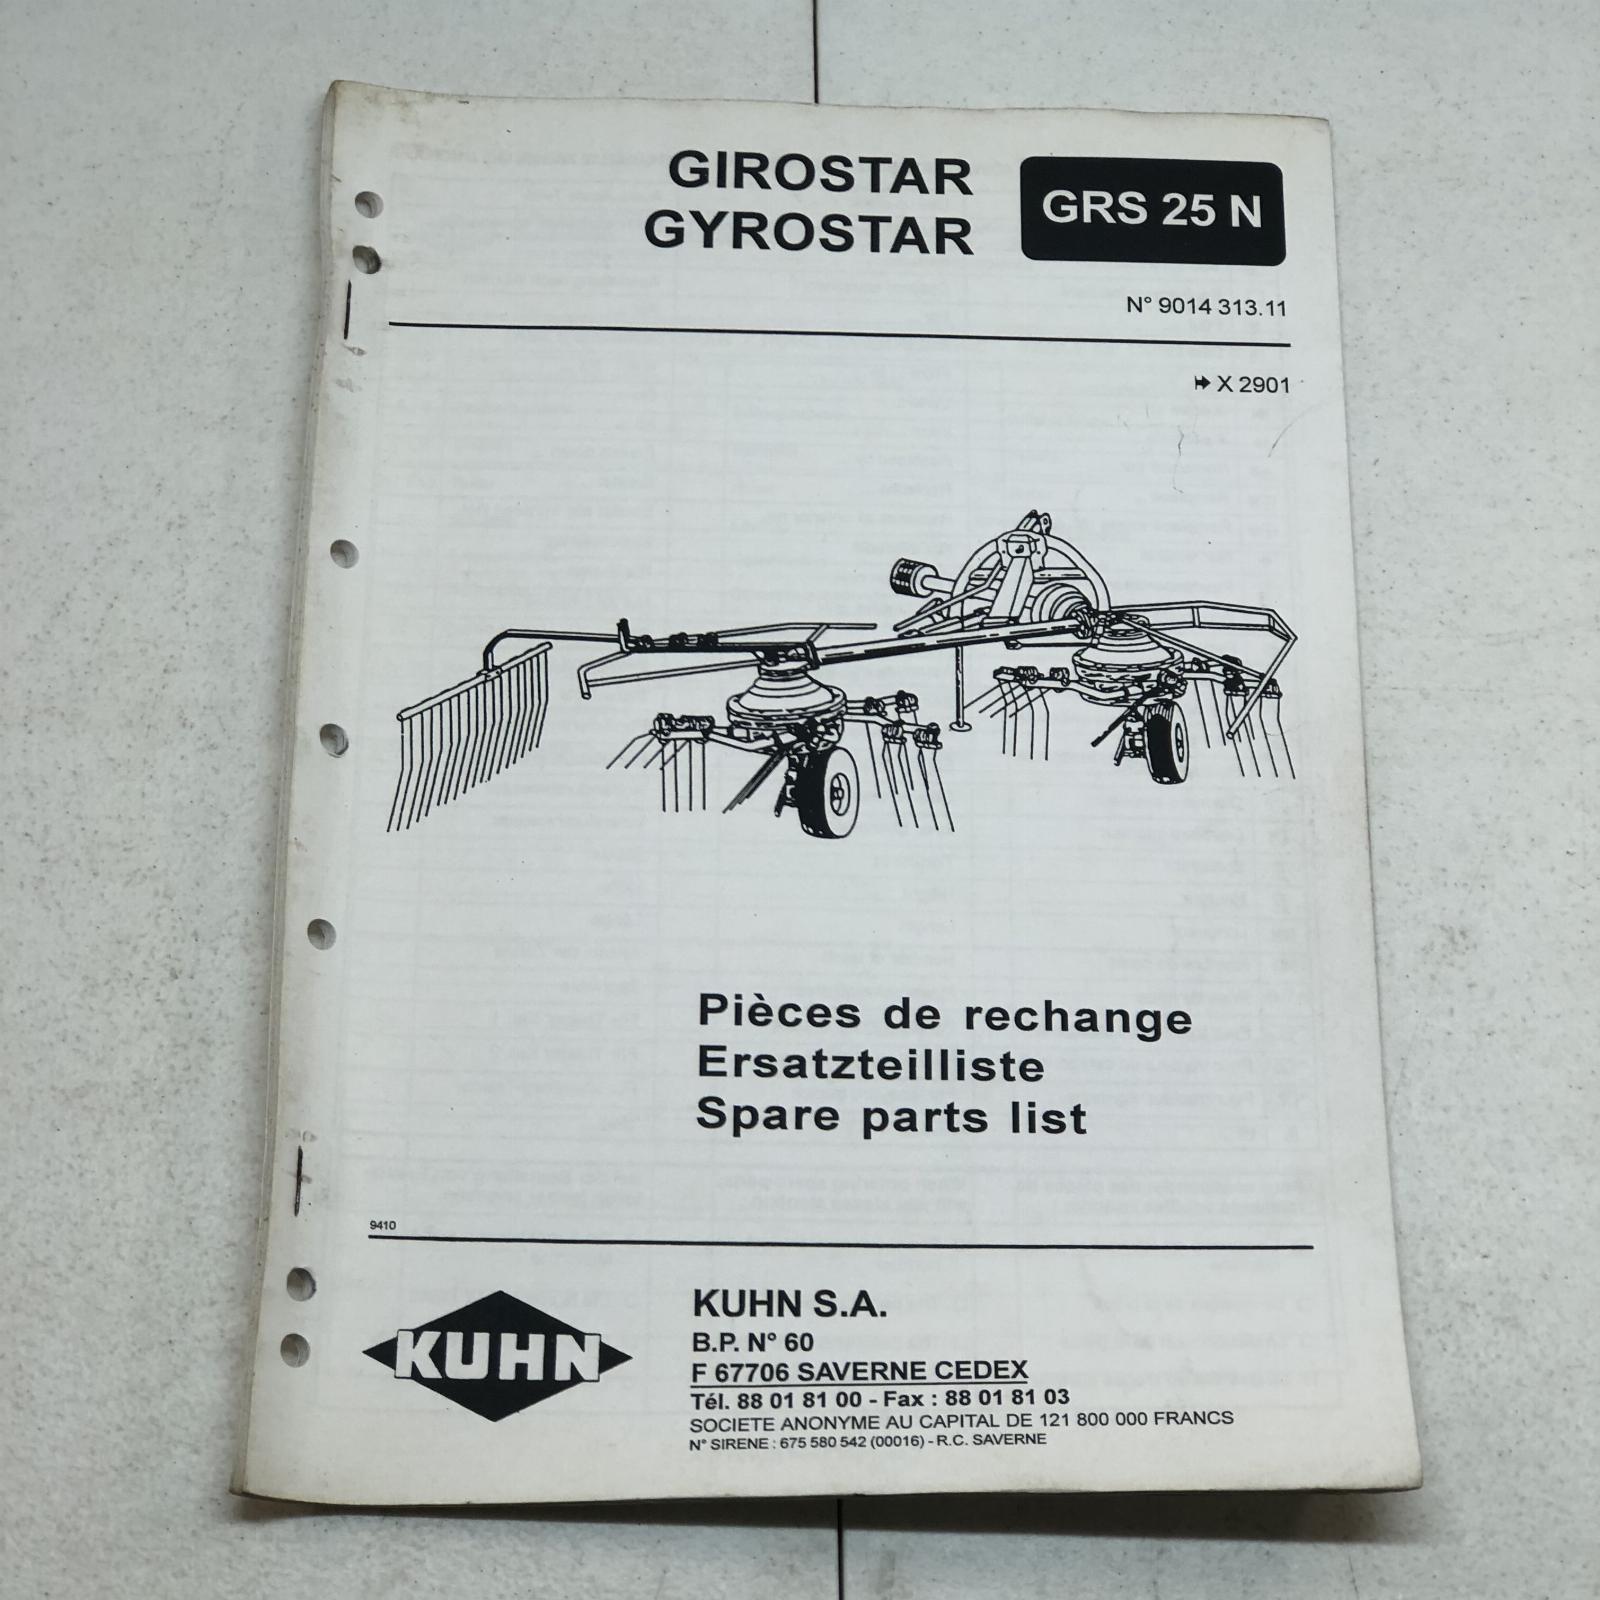 GIROSTAR
GYROSTAR
GRS 25 N
N° 9014 313.11
X 2901
Pièces de rechange
Ersatzteilliste
Spare parts list
9410
KUHN
KUHN S.A.
B.P. N° 60
F 67706 SAVERNE CEDEX
Tél. 88 01 81 00 - Fax : 88 01 81 03
SOCIETE ANONYME AU CAPITAL DE 121 800 000 FRANCS
N° SIRENE : 675 580 542 (00016) - R.C. SAVERNE